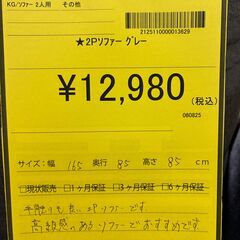 KG/ソファー 2人用 その他
2125110000013629
★2Pソファー グレー
¥12,980
(税込)
080825
サイズ:幅 165 奥行 85 高さ 85 cm
□現状販売 □1ヶ月保証 □3ヶ月保証 □6ヶ月保証
手触りも良い2Pソファーです
高級感のあるソファーでおすすめです